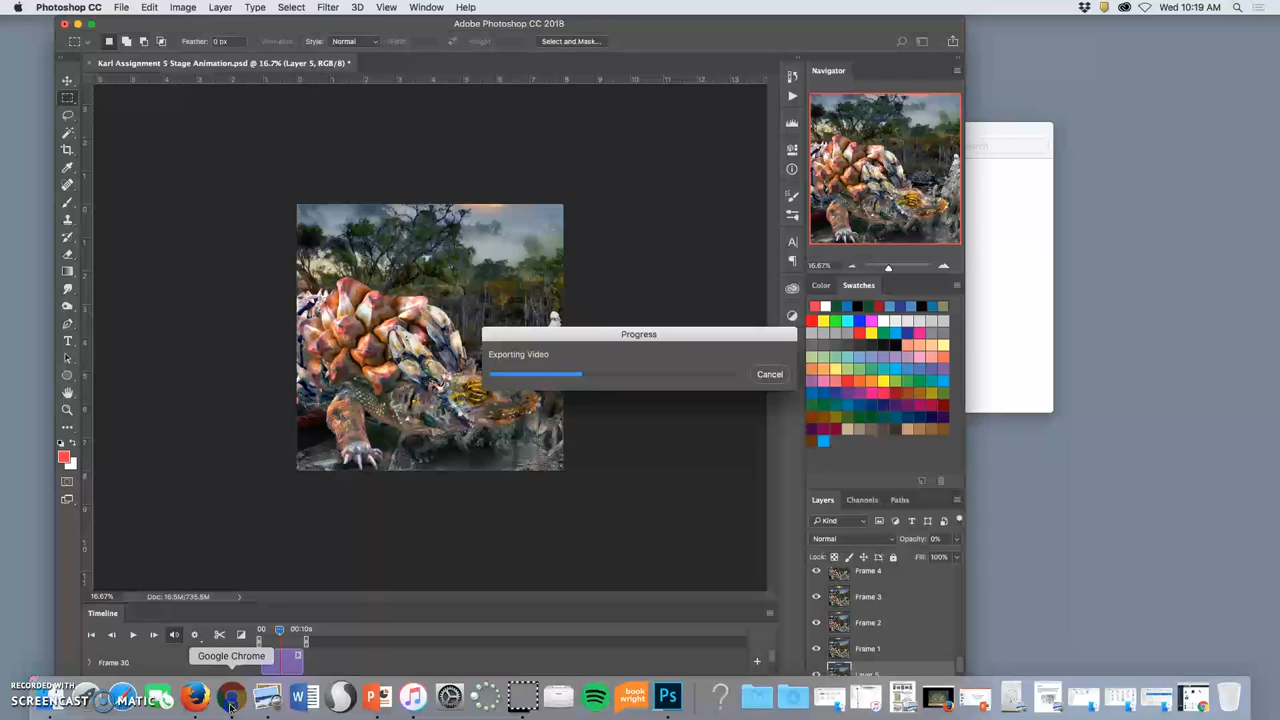 Photoshop CC File Edit Image Layer Type Select Filter 3D View Window Help Wed 10:19 AM
Adobe Photoshop CC 2018
Feather: 0 px Style: Normal Select and Mask...
Karl Assignment 5 Stage Animation.psd @ 16.7% (Layer 5, RGB/8) *
Navigator
16.67%
Color Swatches
Progress
Exporting Video
Cancel
Layers Channels Paths
Kind
Normal Opacity: 0%
Lock: Fill: 100%
Frame 4
Frame 3
Frame 2
Frame 1
Layer 5
16.67% Doc: 16.5M/735.5M
Timeline
00 00:10s
Frame 30
Google Chrome
RECORDED WITH
SCREENCAST MATIC
book
wright
Ps